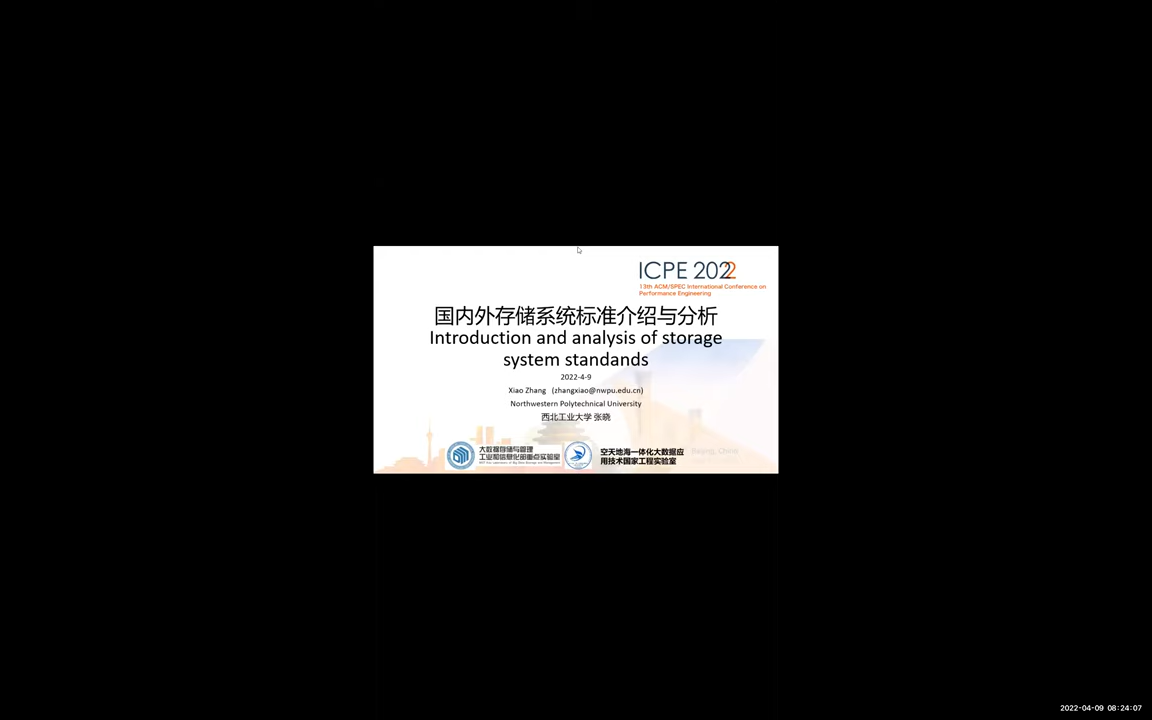 ICPE 2022
13th ACM/SPEC International Conference on
Performance Engineering
国内外存储系统标准介绍与分析
Introduction and analysis of storage
system standands
2022-4-9
Xiao Zhang (zhangxiao@nwpu.edu.cn)
Northwestern Polytechnical University
西北工业大学 张晓
大数据存储与管理
工业和信息化部重点实验室
空天地海一体化大数据应
用技术国家工程实验室
Beijing, China
2022-04-09 08:24:07